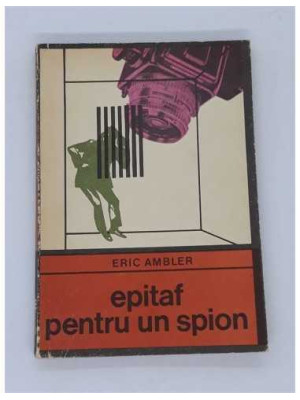 ERIC AMBLER
epitaf
pentru un spion